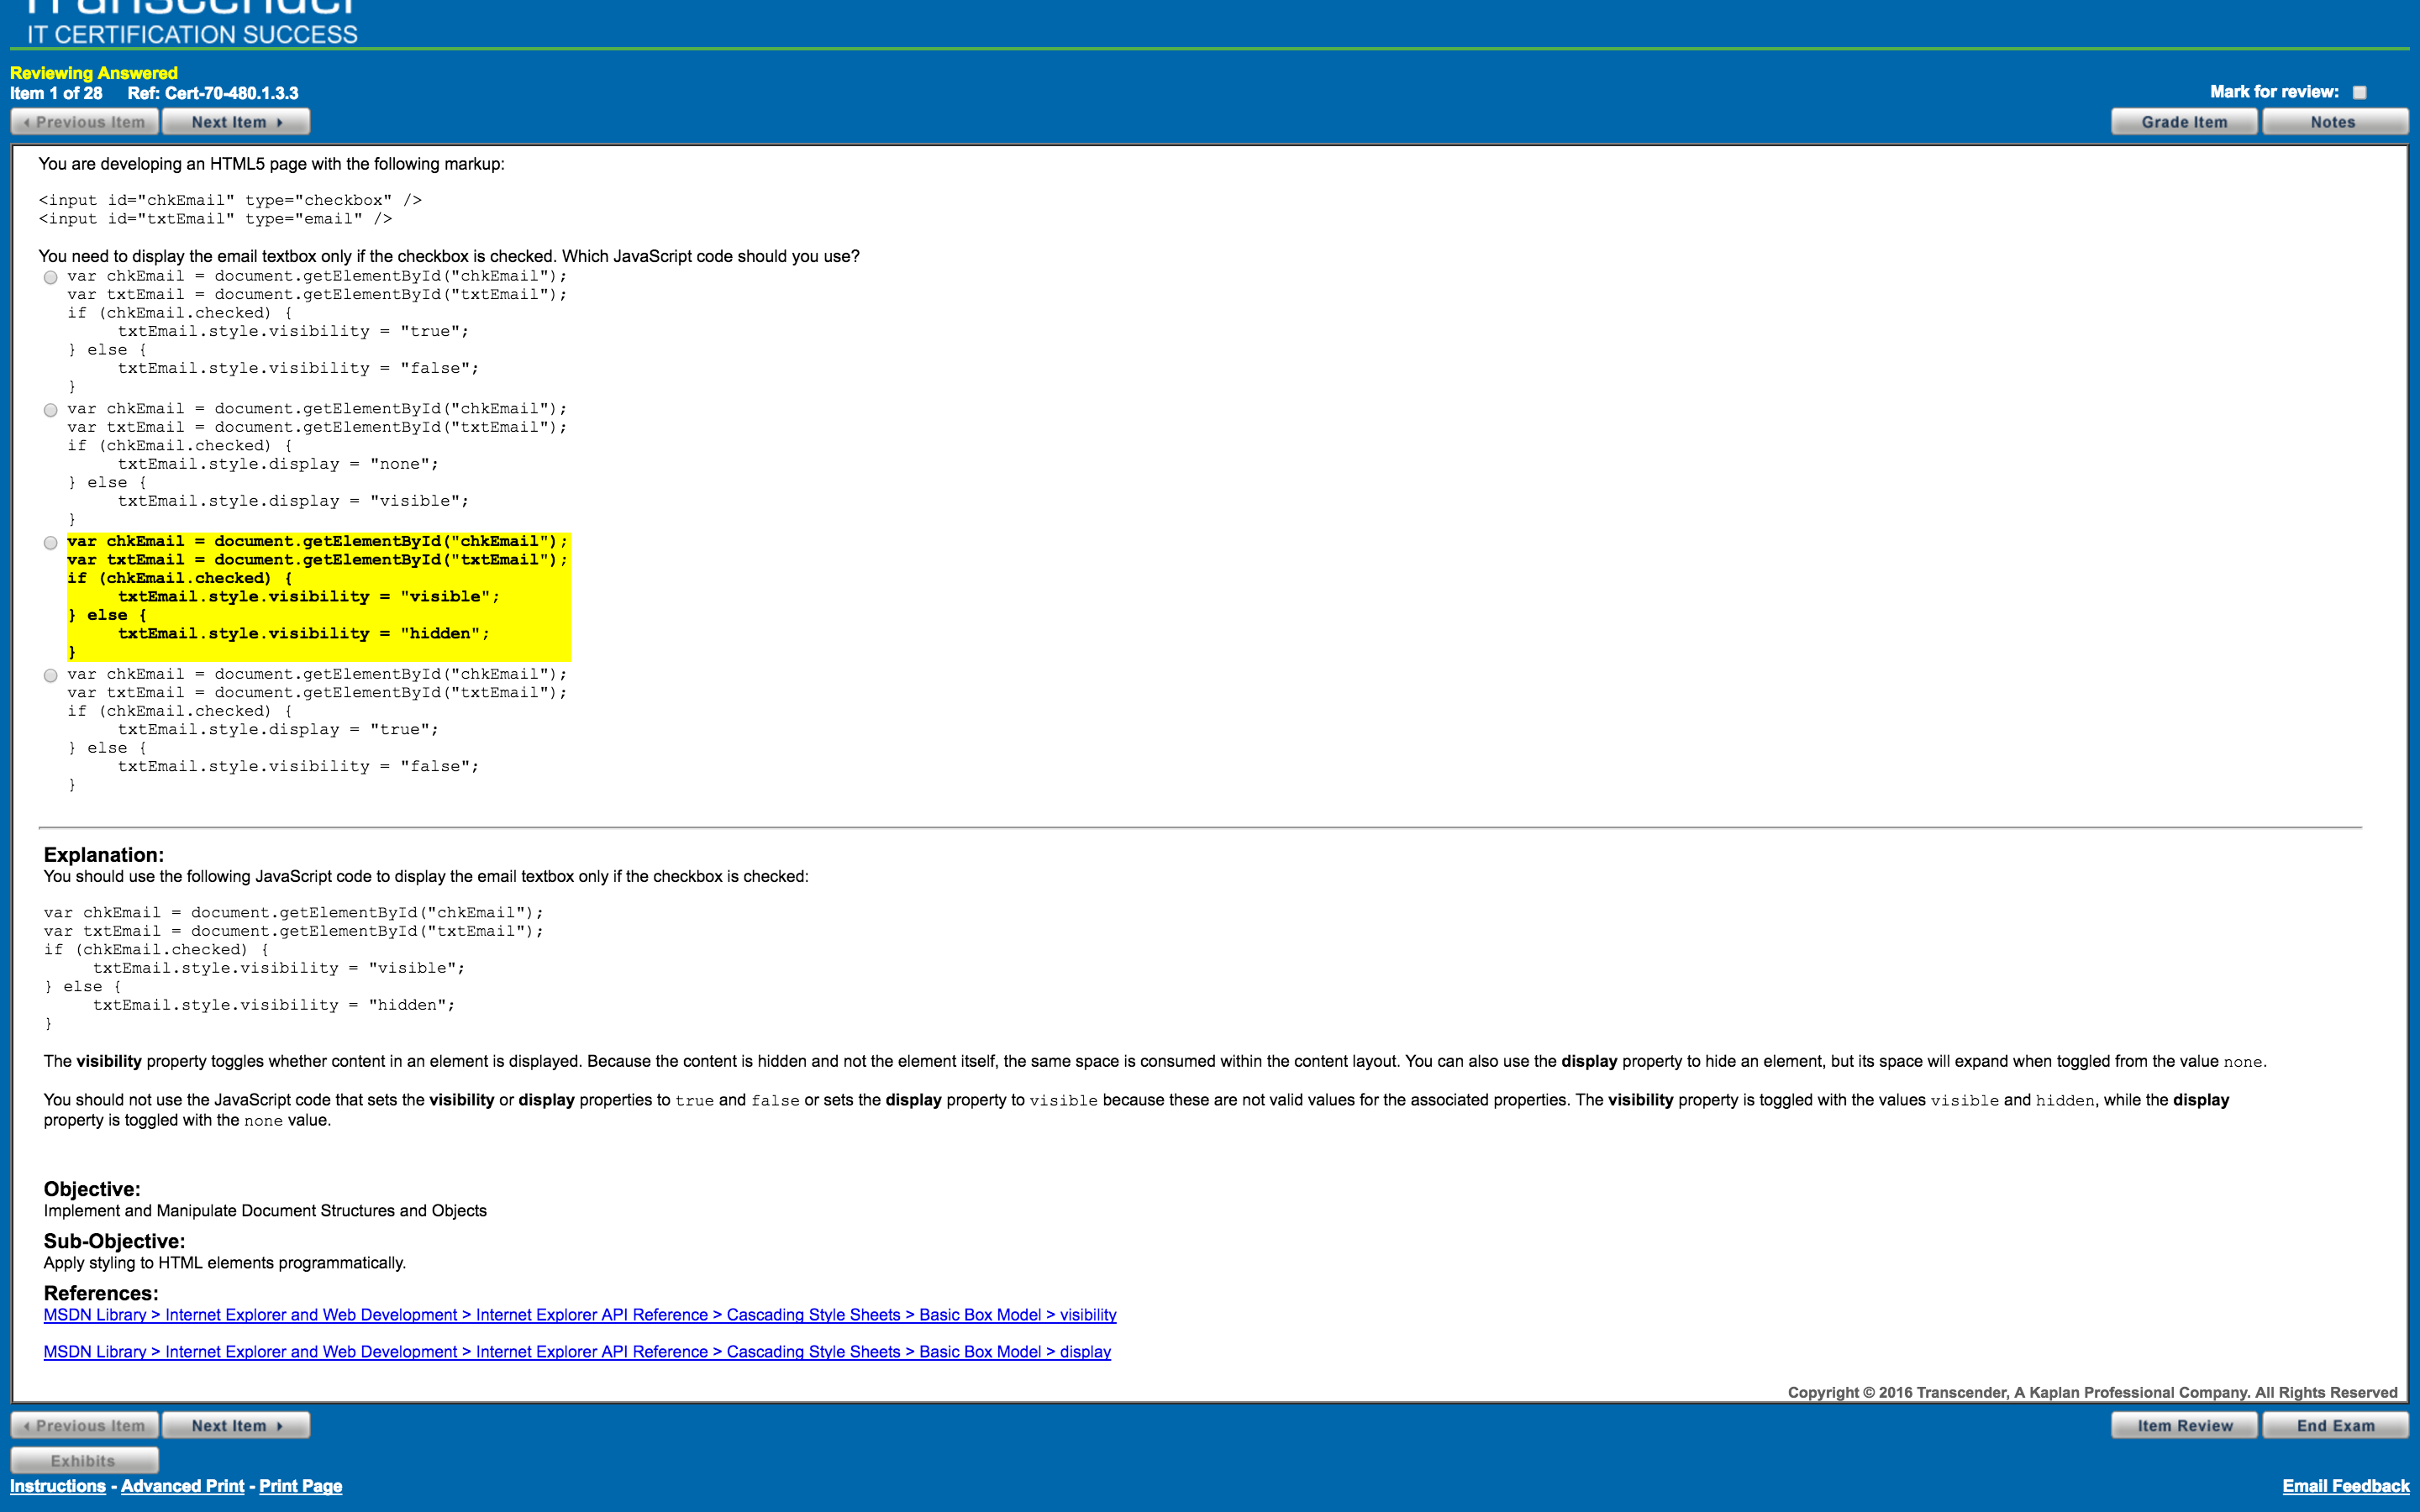 Transcender
IT CERTIFICATION SUCCESS
Reviewing Answered
Item 1 of 28 Ref: Cert-70-480.1.3.3
Mark for review:
Previous Item Next Item
Grade Item Notes
You are developing an HTML5 page with the following markup:
<input id="chkEmail" type="checkbox" />
<input id="txtEmail" type="email" />
You need to display the email textbox only if the checkbox is checked. Which JavaScript code should you use?
var chkEmail = document.getElementById("chkEmail");
var txtEmail = document.getElementById("txtEmail");
if (chkEmail.checked) {
txtEmail.style.visibility = "true";
} else {
txtEmail.style.visibility = "false";
}
var chkEmail = document.getElementById("chkEmail");
var txtEmail = document.getElementById("txtEmail");
if (chkEmail.checked) {
txtEmail.style.display = "none";
} else {
txtEmail.style.display = "visible";
}
var chkEmail = document.getElementById("chkEmail");
var txtEmail = document.getElementById("txtEmail");
if (chkEmail.checked) {
txtEmail.style.visibility = "visible";
} else {
txtEmail.style.visibility = "hidden";
}
var chkEmail = document.getElementById("chkEmail");
var txtEmail = document.getElementById("txtEmail");
if (chkEmail.checked) {
txtEmail.style.display = "true";
} else {
txtEmail.style.visibility = "false";
}
Explanation:
You should use the following JavaScript code to display the email textbox only if the checkbox is checked:
var chkEmail = document.getElementById("chkEmail");
var txtEmail = document.getElementById("txtEmail");
if (chkEmail.checked) {
txtEmail.style.visibility = "visible";
} else {
txtEmail.style.visibility = "hidden";
}
The visibility property toggles whether content in an element is displayed. Because the content is hidden and not the element itself, the same space is consumed within the content layout. You can also use the display property to hide an element, but its space will expand when toggled from the value none.
You should not use the JavaScript code that sets the visibility or display properties to true and false or sets the display property to visible because these are not valid values for the associated properties. The visibility property is toggled with the values visible and hidden, while the display
property is toggled with the none value.
Objective:
Implement and Manipulate Document Structures and Objects
Sub-Objective:
Apply styling to HTML elements programmatically.
References:
MSDN Library > Internet Explorer and Web Development > Internet Explorer API Reference > Cascading Style Sheets > Basic Box Model > visibility
MSDN Library > Internet Explorer and Web Development > Internet Explorer API Reference > Cascading Style Sheets > Basic Box Model > display
Copyright © 2016 Transcender, A Kaplan Professional Company. All Rights Reserved
Previous Item Next Item
Item Review End Exam
Exhibits
Instructions - Advanced Print - Print Page
Email Feedback